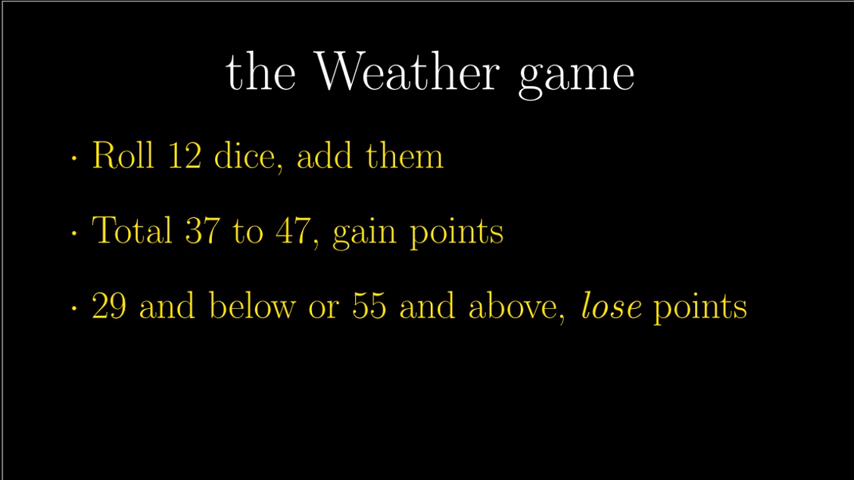 the Weather game
· Roll 12 dice, add them
· Total 37 to 47, gain points
· 29 and below or 55 and above, lose points